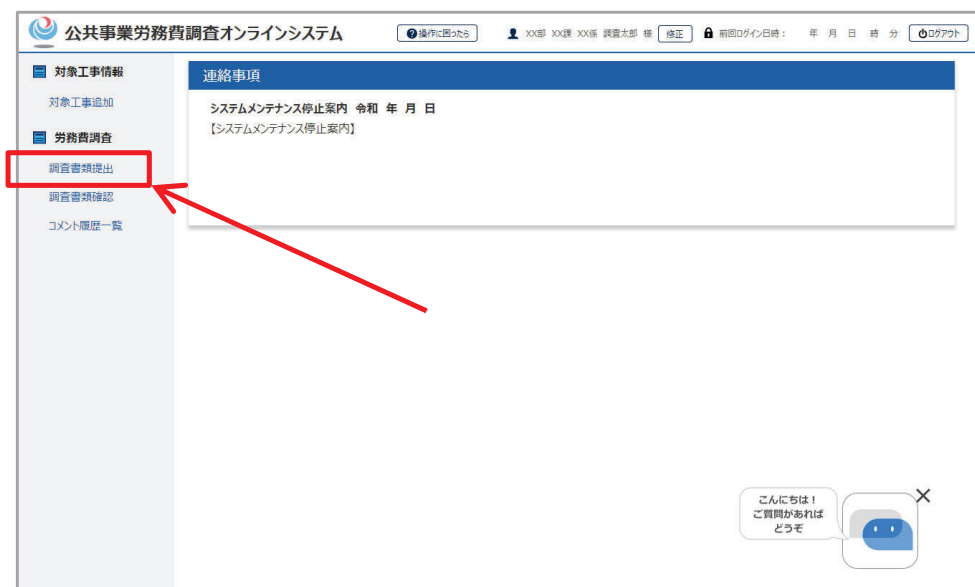 公共事業労務費調査オンラインシステム
?操作に困ったら
XX部 XX課 XX係 調査太郎 様
修正
前回ログイン日時: 年 月 日 時 分
ログアウト
対象工事情報
対象工事追加
労務費調査
調査書類提出
調査書類確認
コメント履歴一覧
連絡事項
システムメンテナンス停止案内 令和 年 月 日
【システムメンテナンス停止案内】
こんにちは!
ご質問があれば
どうぞ